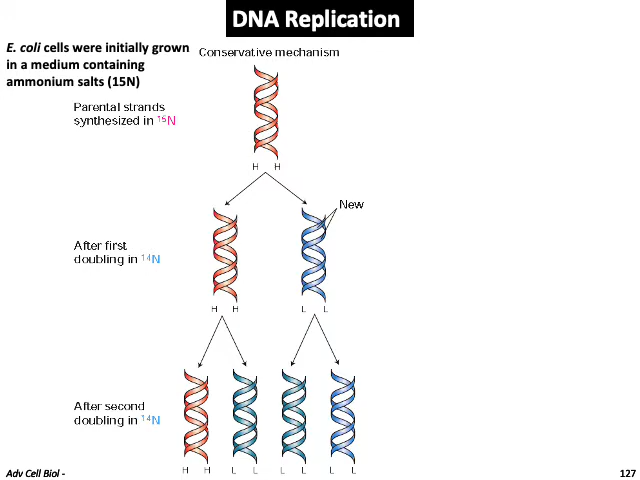 DNA Replication
E. coli cells were initially grown
in a medium containing
ammonium salts (15N)
Conservative mechanism
Parental strands
synthesized in 15N
H H
New
After first
doubling in 14N
H H L L
After second
doubling in 14N
H H L L L L L L
Adv Cell Biol -
127